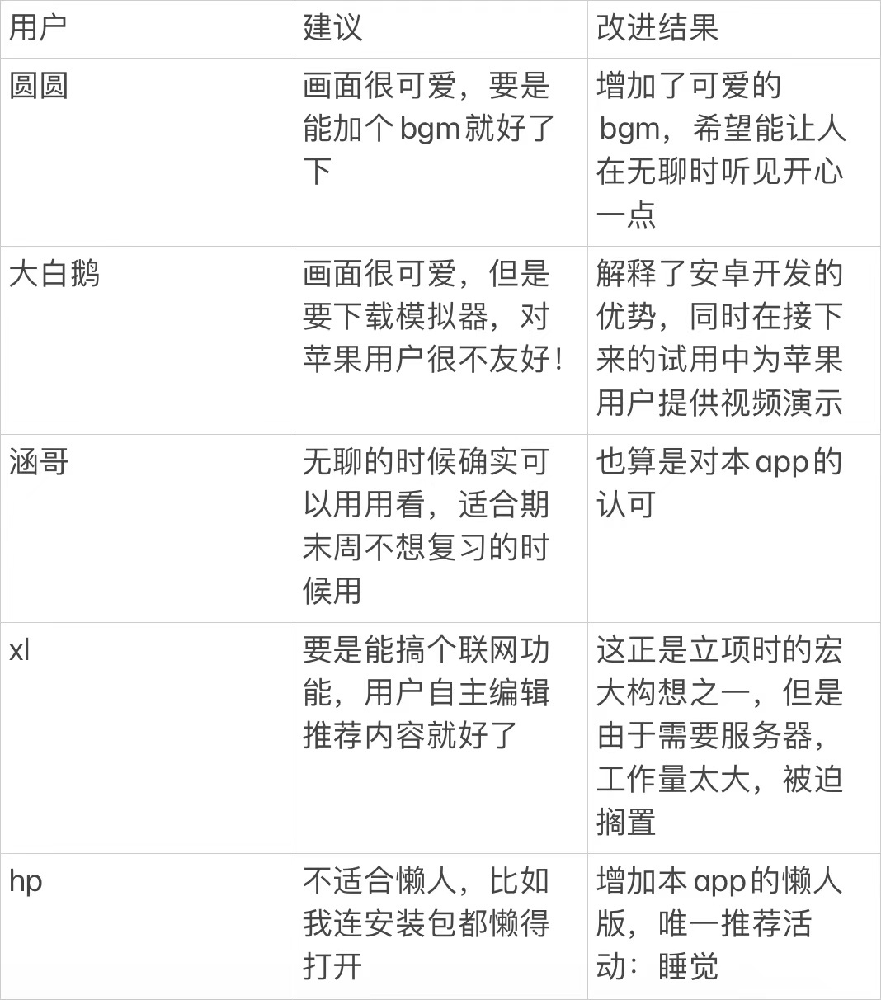 用户
建议
改进结果
圆圆
画面很可爱，要是
能加个bgm就好了
下
增加了可爱的
bgm，希望能让人
在无聊时听见开心
一点
大白鹅
画面很可爱，但是
要下载模拟器，对
苹果用户很不友好！
解释了安卓开发的
优势，同时在接下
来的试用中为苹果
用户提供视频演示
涵哥
无聊的时候确实可
以用用看，适合期
末周不想复习的时
候用
也算是对本app的
认可
xl
要是能搞个联网功
能，用户自主编辑
推荐内容就好了
这正是立项时的宏
大构想之一，但是
由于需要服务器，
工作量太大，被迫
搁置
hp
不适合懒人，比如
我连安装包都懒得
打开
增加本app的懒人
版，唯一推荐活
动：睡觉